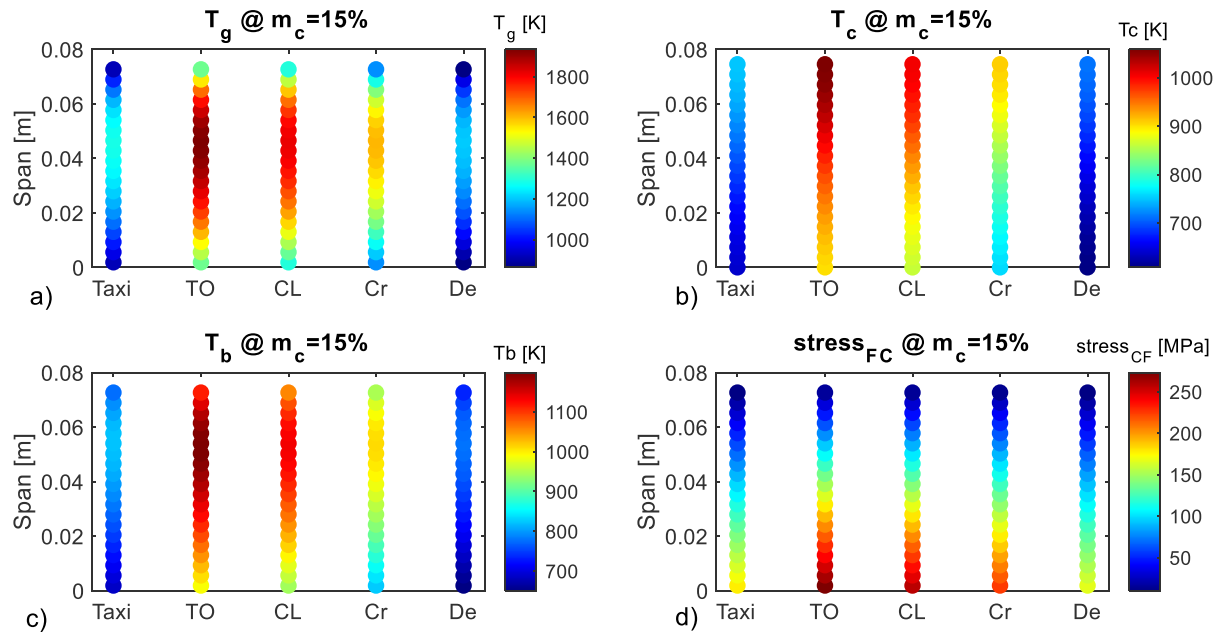 T_g @ m_c=15%
T_g [K]
0.08
0.06
0.04
0.02
0
Span [m]
1800
1600
1400
1200
1000
Taxi TO CL Cr De
a)
T_c @ m_c=15%
Tc [K]
0.08
0.06
0.04
0.02
0
Span [m]
1000
900
800
700
Taxi TO CL Cr De
b)
T_b @ m_c=15%
Tb [K]
0.08
0.06
0.04
0.02
0
Span [m]
1100
1000
900
800
700
Taxi TO CL Cr De
c)
stress_FC @ m_c=15%
stress_CF [MPa]
0.08
0.06
0.04
0.02
0
Span [m]
250
200
150
100
50
Taxi TO CL Cr De
d)